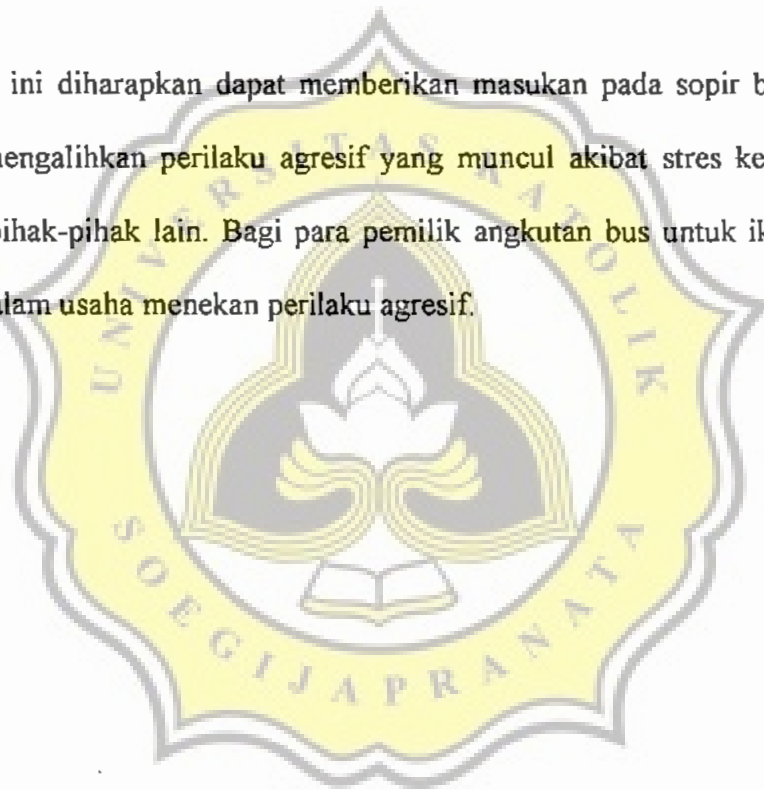 ini diharapkan dapat memberikan masukan pada sopir b
mengalihkan perilaku agresif yang muncul akibat stres ke
pihak-pihak lain. Bagi para pemilik angkutan bus untuk ik
alam usaha menekan perilaku agresif.
UNIVERSITAS KATOLIK
SOEGIJAPRANATA